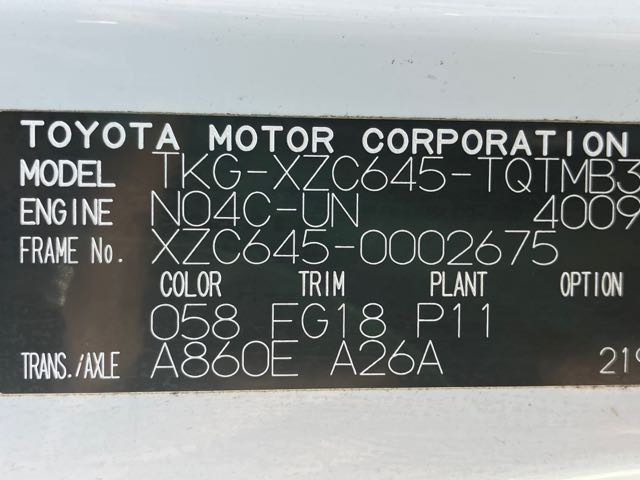 TOYOTA MOTOR CORPORATION
MODEL TKG-XZC645-TQTMB3
ENGINE N04C-UN 4009
FRAME No. XZC645-0002675
COLOR TRIM PLANT OPTION
058 FG18 P11
TRANS./AXLE A860E A26A 219